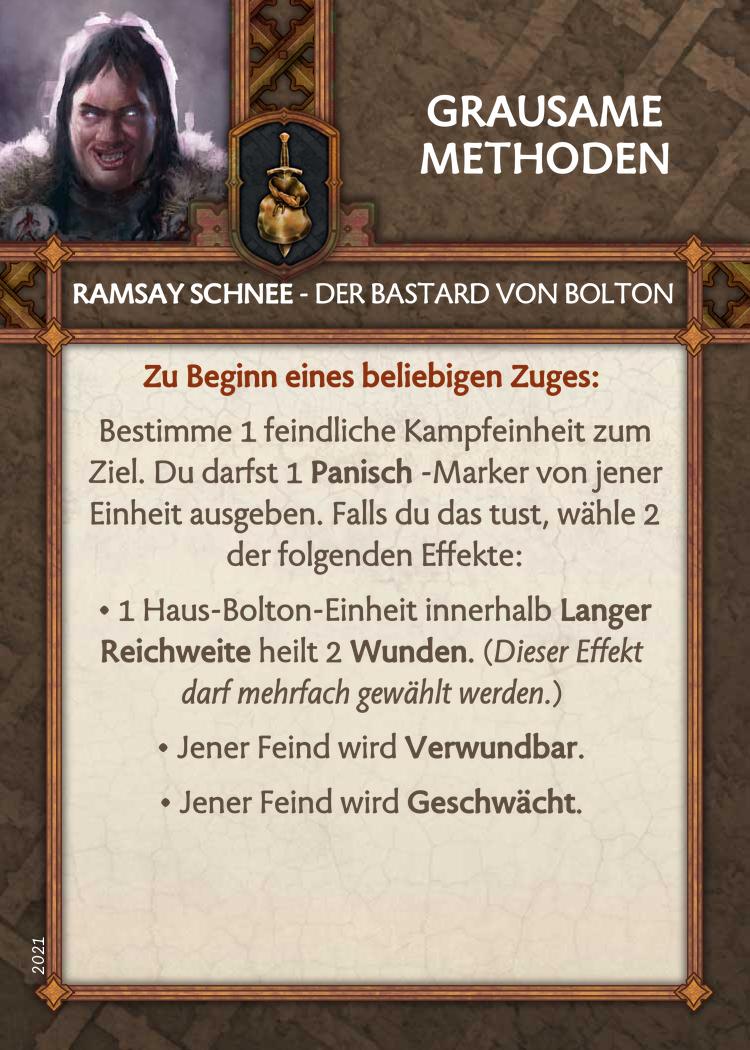 GRAUSAME
METHODEN
RAMSAY SCHNEE - DER BASTARD VON BOLTON
Zu Beginn eines beliebigen Zuges:
Bestimme 1 feindliche Kampfeinheit zum
Ziel. Du darfst 1 Panisch -Marker von jener
Einheit ausgeben. Falls du das tust, wähle 2
der folgenden Effekte:
• 1 Haus-Bolton-Einheit innerhalb Langer
Reichweite heilt 2 Wunden. (Dieser Effekt
darf mehrfach gewählt werden.)
• Jener Feind wird Verwundbar.
• Jener Feind wird Geschwächt.
2021